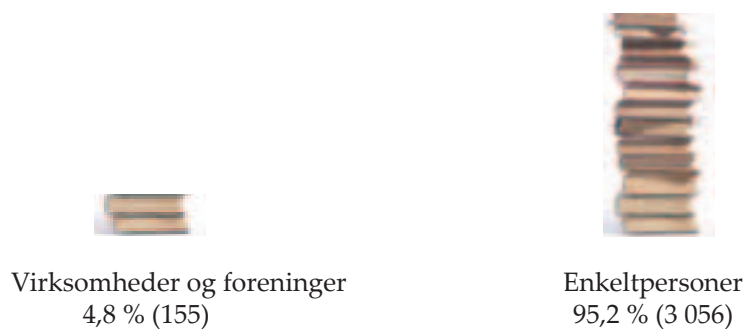 Virksomheder og foreninger
4,8 % (155)
Enkeltpersoner
95,2 % (3 056)